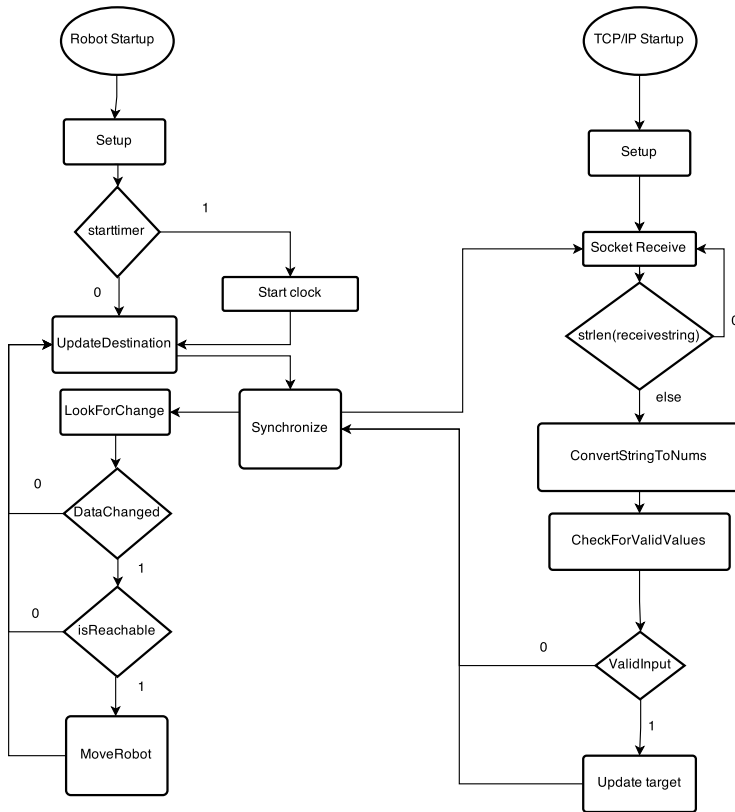 Robot Startup
TCP/IP Startup
Setup
Setup
1
starttimer
Socket Receive
0
Start clock
0
strlen(receivestring)
UpdateDestination
else
LookForChange
Synchronize
ConvertStringToNums
0
DataChanged
CheckForValidValues
1
0
isReachable
0
ValidInput
1
1
MoveRobot
Update target